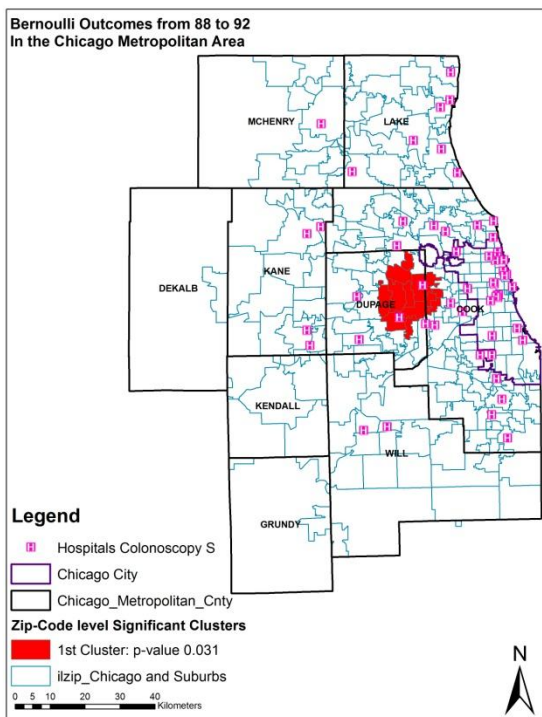 Bernoulli Outcomes from 88 to 92
In the Chicago Metropolitan Area
MCHENRY
LAKE
DEKALB
KANE
DUPAGE
COOK
KENDALL
WILL
GRUNDY
Legend
H Hospitals Colonoscopy S
Chicago City
Chicago_Metropolitan_Cnty
Zip-Code level Significant Clusters
1st Cluster: p-value 0.031
ilzip_Chicago and Suburbs
0 5 10 20 30 40
Kilometers
N